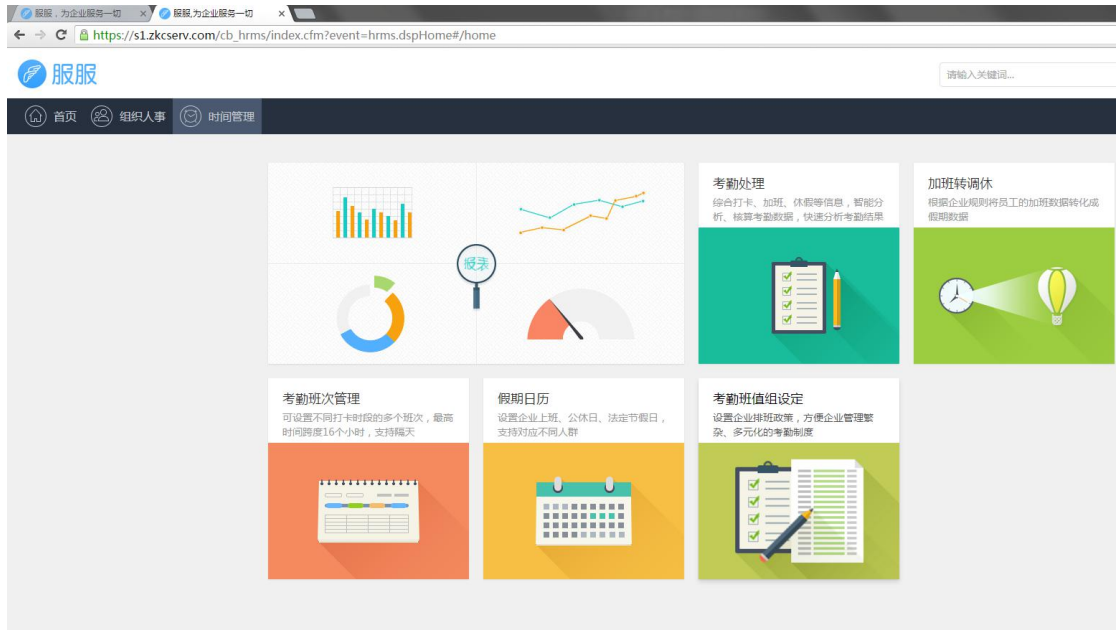 服服，为企业服务一切
服服,为企业服务一切
https://s1.zkcserv.com/cb_hrms/index.cfm?event=hrms.dspHome#/home
服服
请输入关键词...
首页
组织人事
时间管理
报表
考勤处理
综合打卡、加班、休假等信息，智能分
析、核算考勤数据，快速分析考勤结果
加班转调休
根据企业规则将员工的加班数据转化成
假期数据
考勤班次管理
可设置不同打卡时段的多个班次，最高
时间跨度16个小时，支持隔天
假期日历
设置企业上班、公休日、法定节假日，
支持对应不同人群
考勤班值组设定
设置企业排班政策，方便企业管理繁
杂、多元化的考勤制度